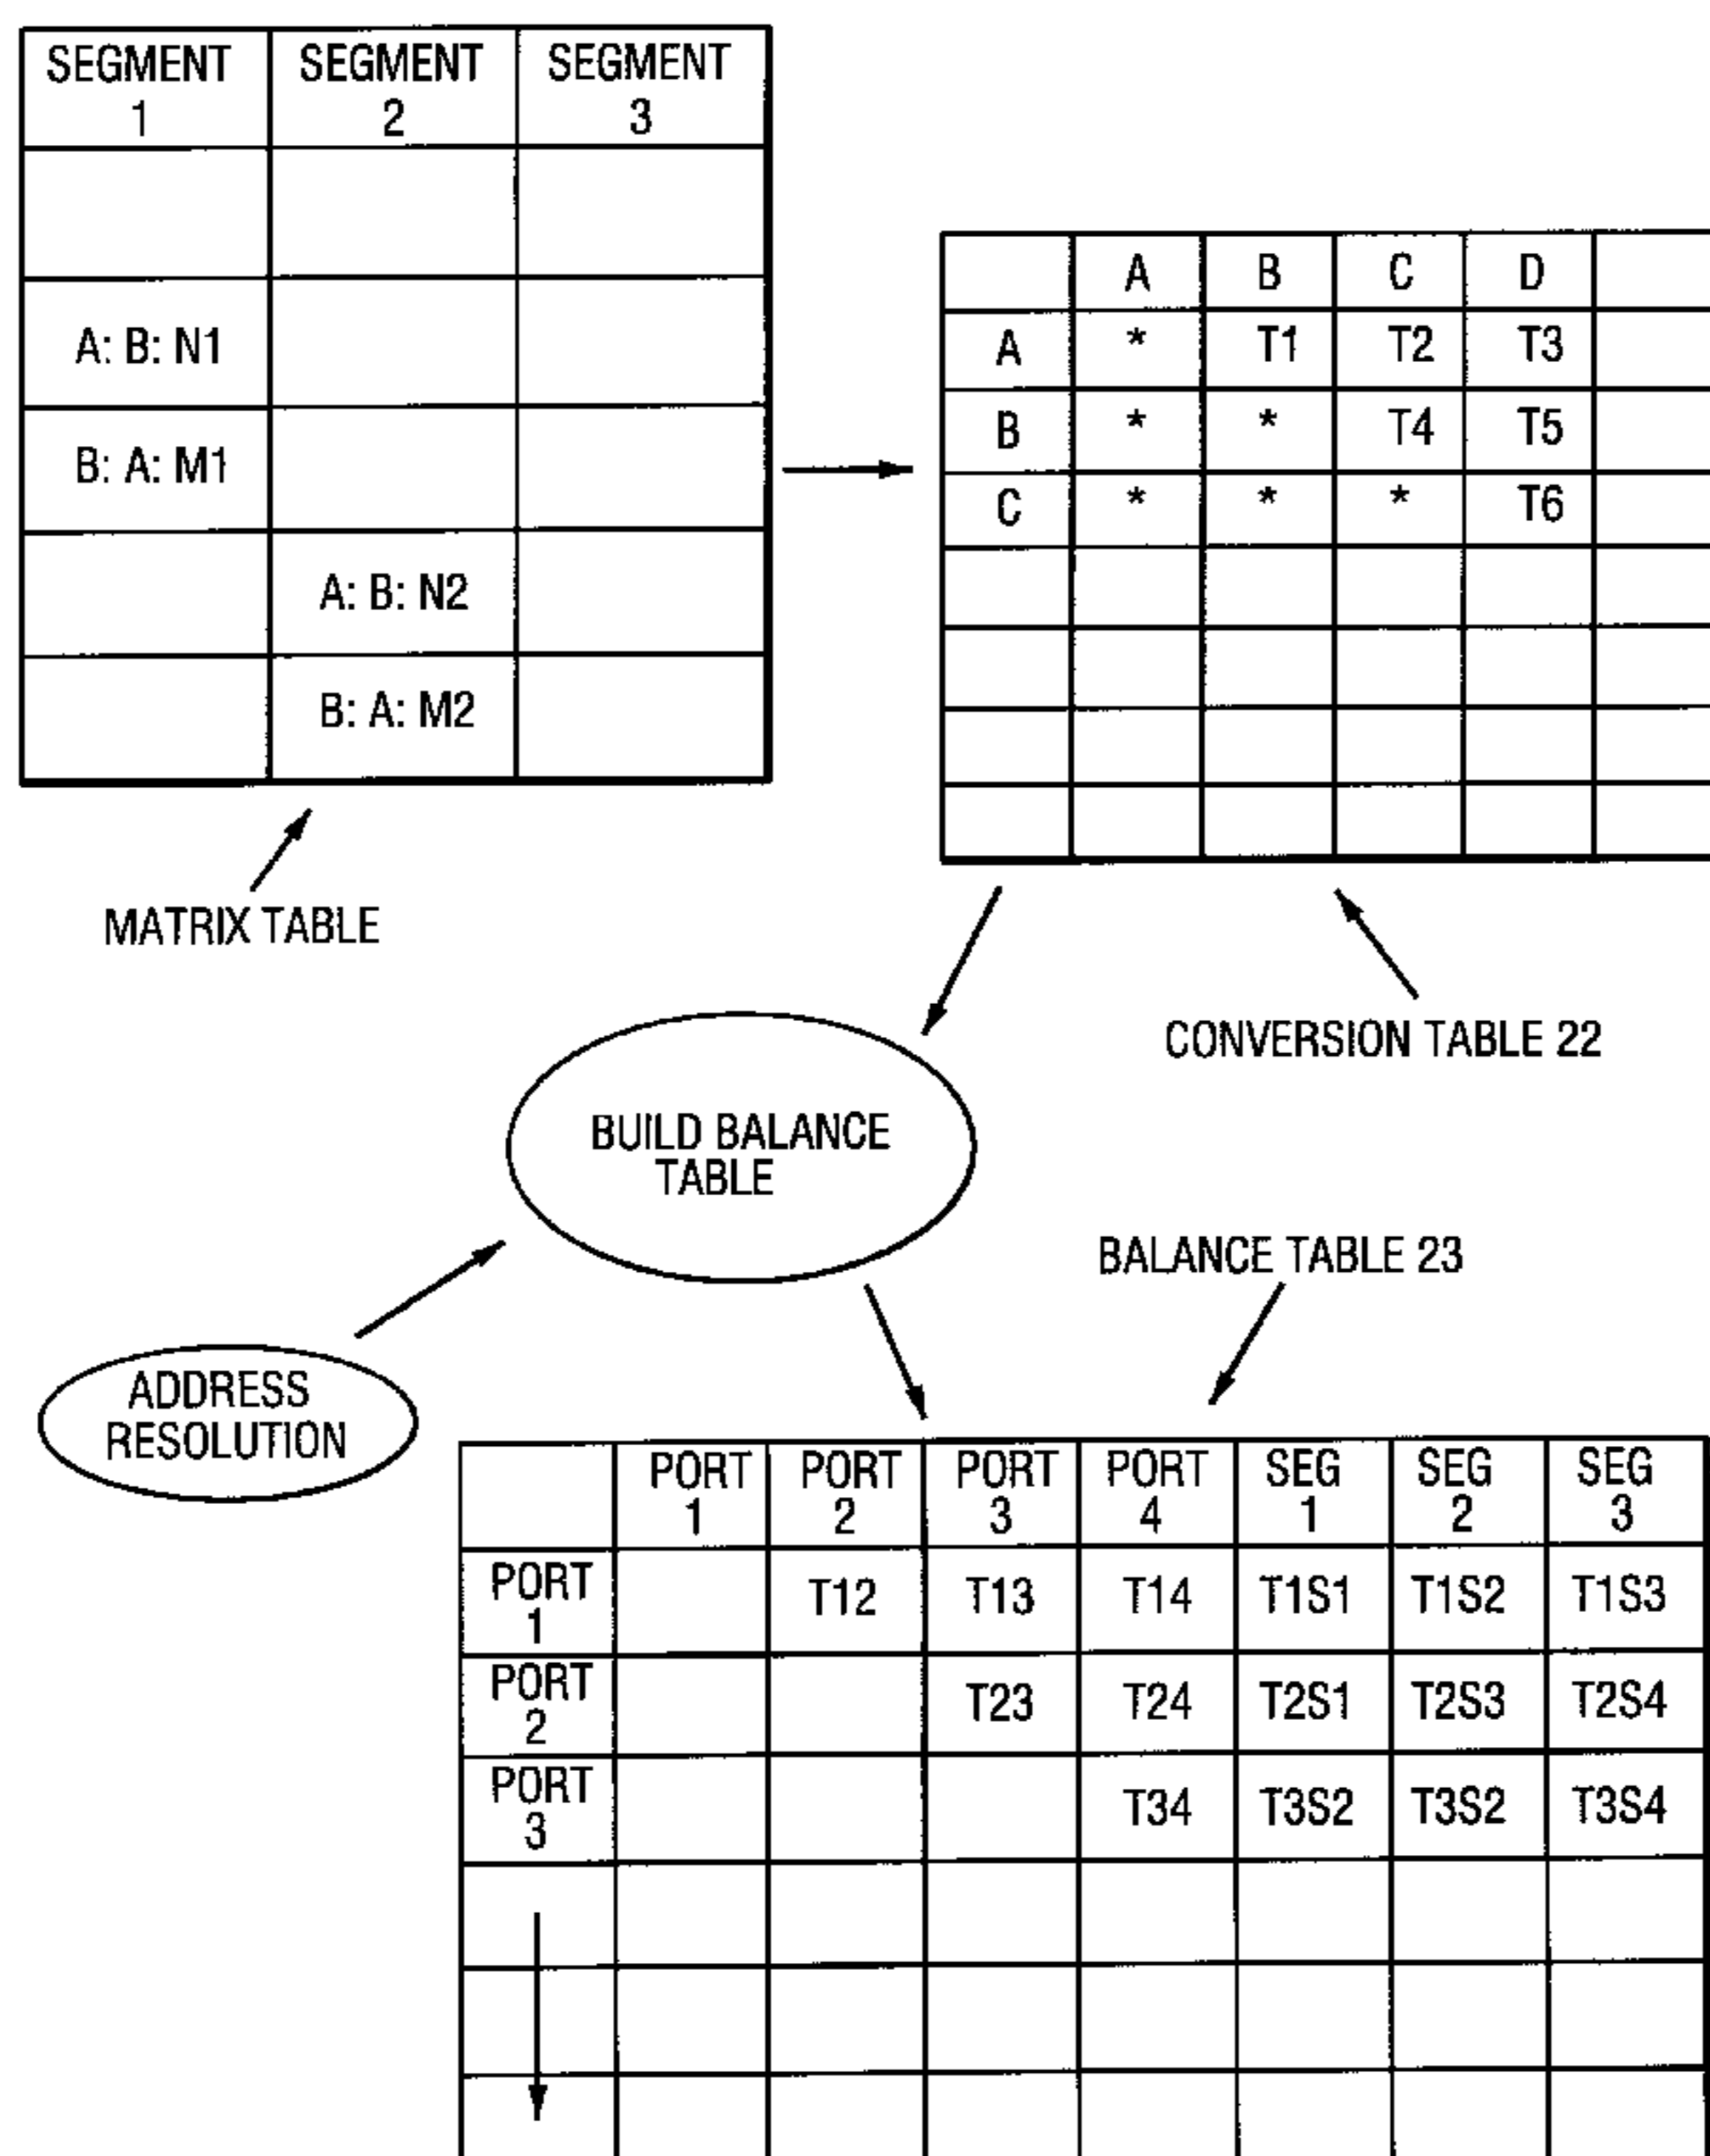 SEGMENT 1 SEGMENT 2 SEGMENT 3
A: B: N1
B: A: M1
A: B: N2
B: A: M2
MATRIX TABLE
A B C D
A * T1 T2 T3
B * * T4 T5
C * * * T6
CONVERSION TABLE 22
BUILD BALANCE
TABLE
ADDRESS
RESOLUTION
BALANCE TABLE 23
PORT 1 PORT 2 PORT 3 PORT 4 SEG 1 SEG 2 SEG 3
PORT 1 T12 T13 T14 T1S1 T1S2 T1S3
PORT 2 T23 T24 T2S1 T2S3 T2S4
PORT 3 T34 T3S2 T3S2 T3S4